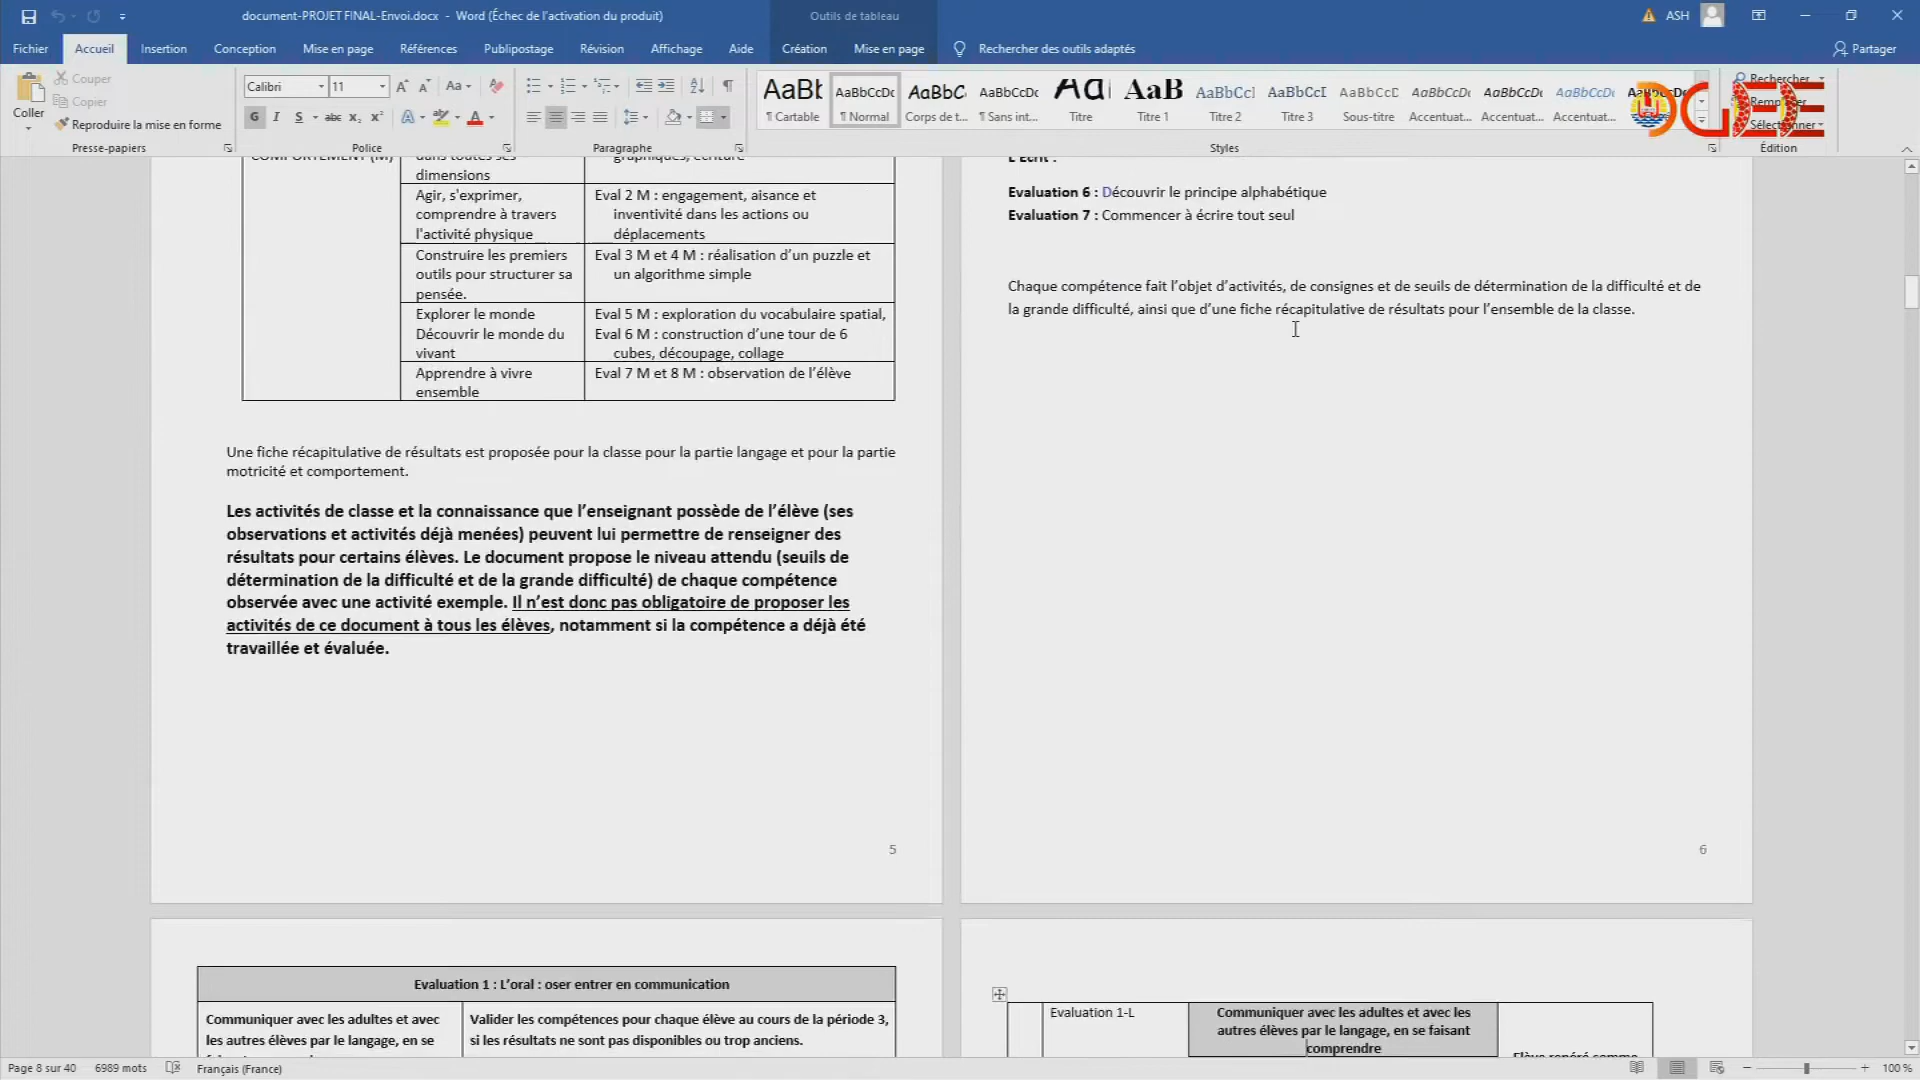 document-PROJET FINAL-Envoi.docx - Word (Échec de l'activation du produit)
Outils de tableau
ASH
Fichier
Accueil
Insertion
Conception
Mise en page
Références
Publipostage
Révision
Affichage
Aide
Création
Mise en page
Rechercher des outils adaptés
Partager
Coller
Couper
Copier
Reproduire la mise en forme
Presse-papiers
Calibri
11
Police
Paragraphe
AaBb
¶ Cartable
AaBbCcDc
¶ Normal
AaBbC
Corps de t...
AaBbCcDc
¶ Sans int...
Titre
AaB
Titre 1
AaBbCc
Titre 2
AaBbCcD
Titre 3
AaBbCcD
Sous-titre
AaBbCcDc
Accentuat...
AaBbCcDc
Accentuat...
AaBbCcDc
Accentuat...
Styles
Rechercher
Remplacer
Sélectionner
Édition
DGEE
COMPORTEMENT (M)
dans toutes ses
dimensions
graphiques, écriture
Agir, s'exprimer,
comprendre à travers
l'activité physique
Eval 2 M : engagement, aisance et
inventivité dans les actions ou
déplacements
Construire les premiers
outils pour structurer sa
pensée.
Eval 3 M et 4 M : réalisation d’un puzzle et
un algorithme simple
Explorer le monde
Découvrir le monde du
vivant
Eval 5 M : exploration du vocabulaire spatial,
Eval 6 M : construction d’une tour de 6
cubes, découpage, collage
Apprendre à vivre
ensemble
Eval 7 M et 8 M : observation de l’élève
Une fiche récapitulative de résultats est proposée pour la classe pour la partie langage et pour la partie
motricité et comportement.
Les activités de classe et la connaissance que l’enseignant possède de l’élève (ses
observations et activités déjà menées) peuvent lui permettre de renseigner des
résultats pour certains élèves. Le document propose le niveau attendu (seuils de
détermination de la difficulté et de la grande difficulté) de chaque compétence
observée avec une activité exemple. Il n’est donc pas obligatoire de proposer les
activités de ce document à tous les élèves, notamment si la compétence a déjà été
travaillée et évaluée.
5
L’Ecrit :
Evaluation 6 : Découvrir le principe alphabétique
Evaluation 7 : Commencer à écrire tout seul
Chaque compétence fait l’objet d’activités, de consignes et de seuils de détermination de la difficulté et de
la grande difficulté, ainsi que d’une fiche récapitulative de résultats pour l’ensemble de la classe.
6
Evaluation 1 : L’oral : oser entrer en communication
Communiquer avec les adultes et avec
les autres élèves par le langage, en se
Valider les compétences pour chaque élève au cours de la période 3,
si les résultats ne sont pas disponibles ou trop anciens.
Evaluation 1-L
Communiquer avec les adultes et avec les
autres élèves par le langage, en se faisant
comprendre
Elève repéré comme
Page 8 sur 40
6989 mots
Français (France)
100 %